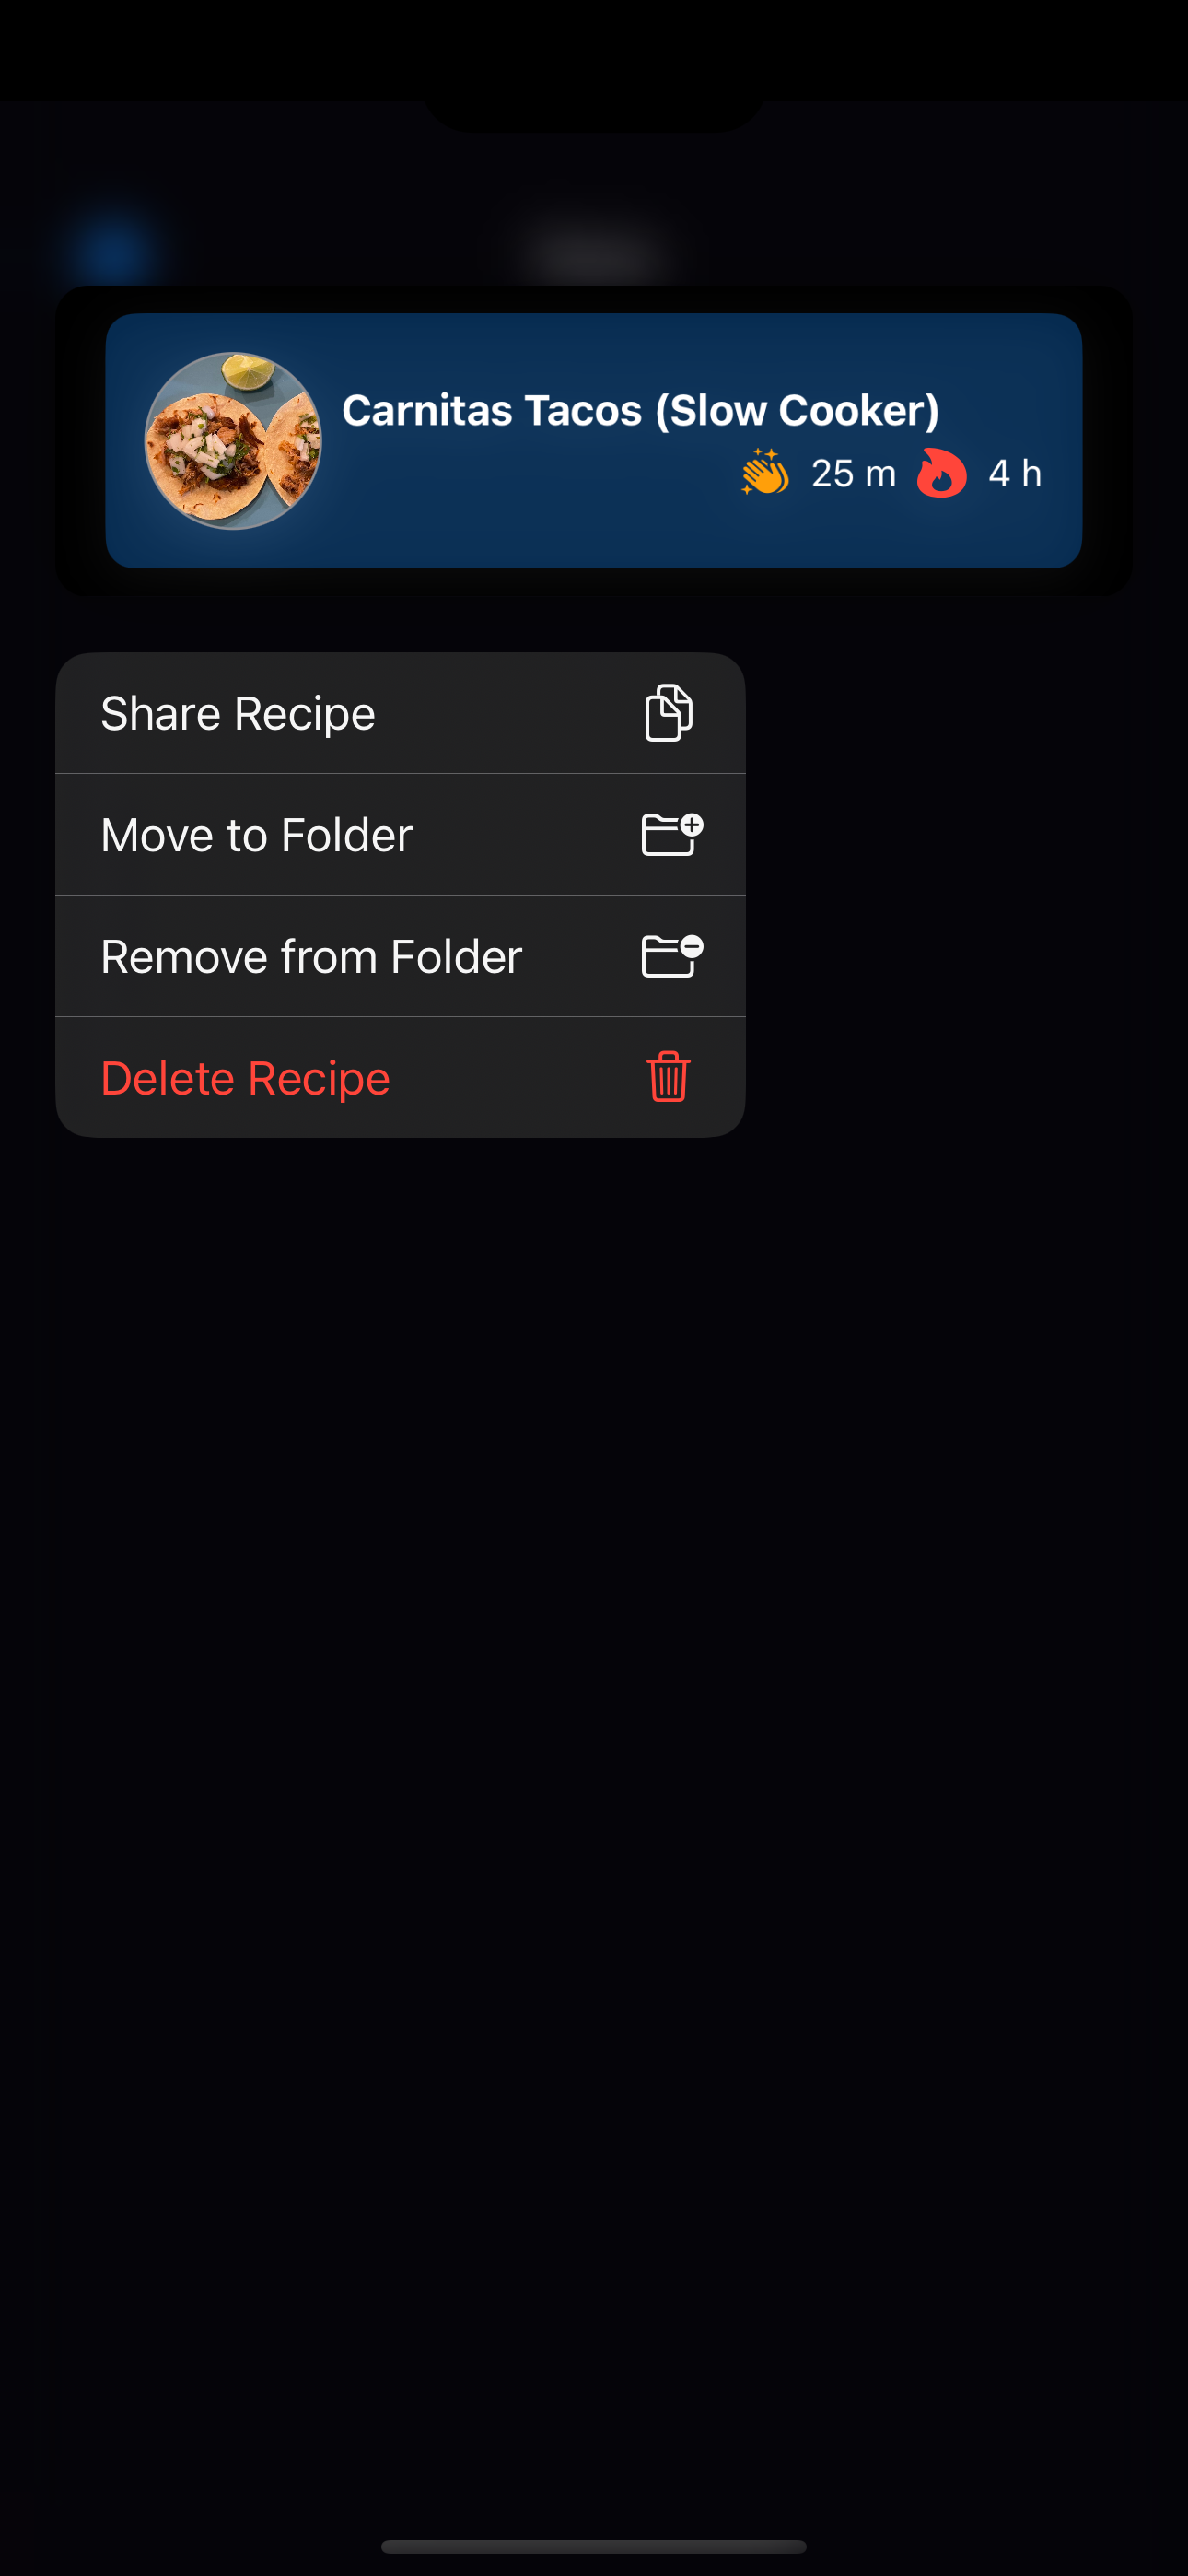 Carnitas Tacos (Slow Cooker)
25 m 4 h
Share Recipe
Move to Folder
Remove from Folder
Delete Recipe